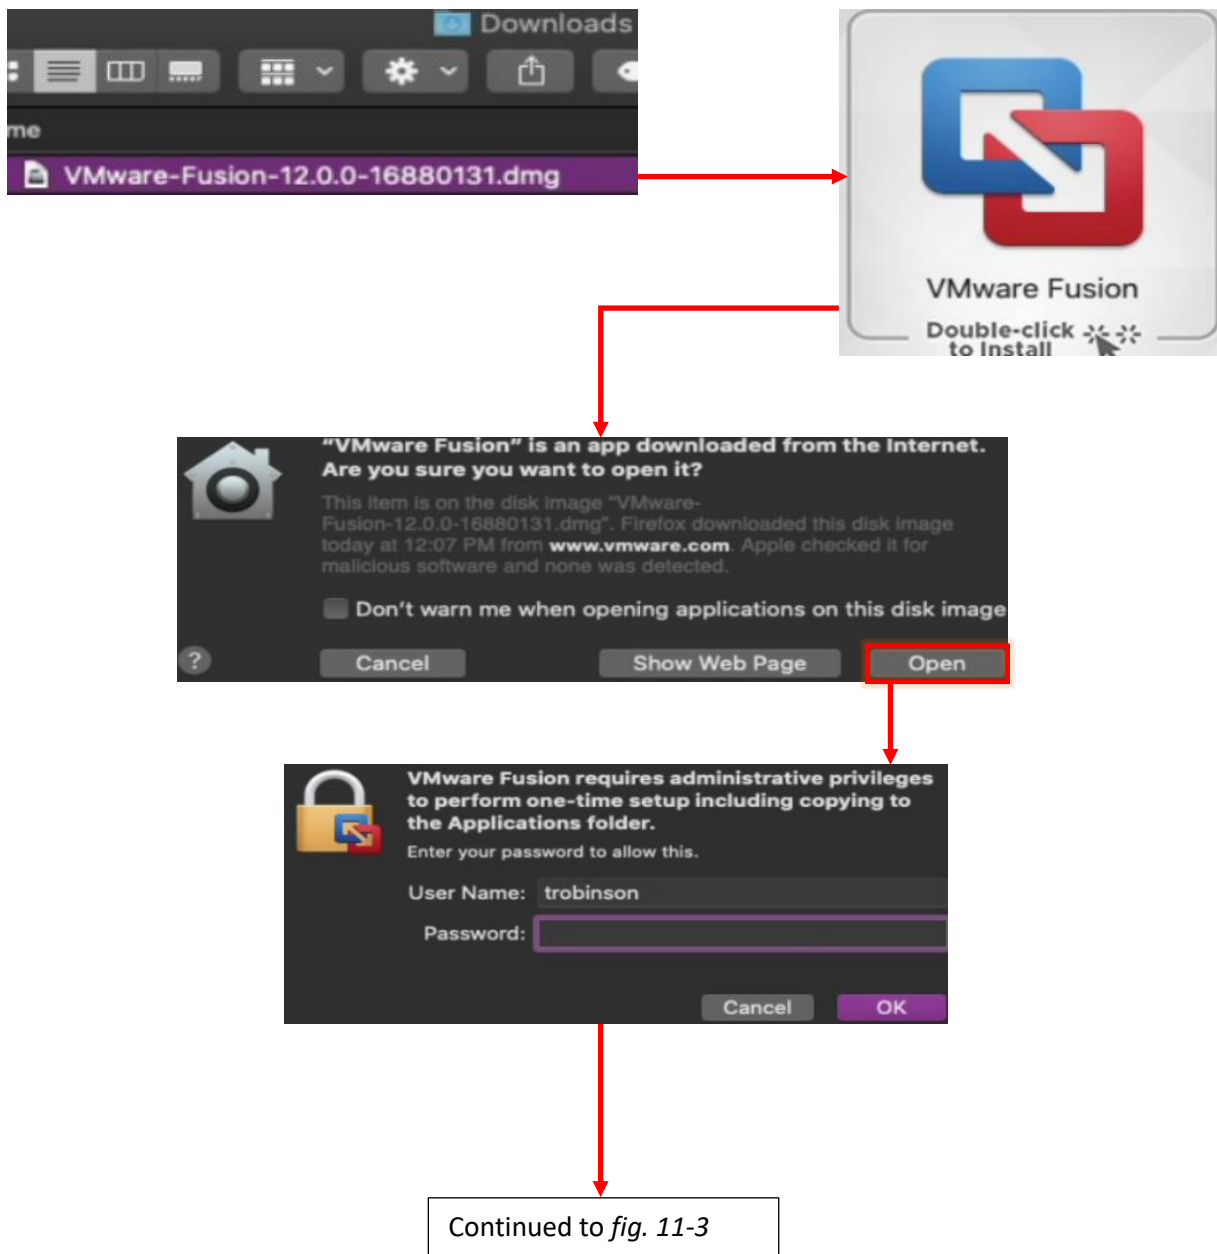 Downloads
me
VMware-Fusion-12.0.0-16880131.dmg
VMware Fusion
Double-click
to Install
“VMware Fusion” is an app downloaded from the Internet.
Are you sure you want to open it?
This item is on the disk image “VMware-
Fusion-12.0.0-16880131.dmg”. Firefox downloaded this disk image
today at 12:07 PM from www.vmware.com. Apple checked it for
malicious software and none was detected.
Don’t warn me when opening applications on this disk image
? Cancel Show Web Page Open
VMware Fusion requires administrative privileges
to perform one-time setup including copying to
the Applications folder.
Enter your password to allow this.
User Name: trobinson
Password:
Cancel OK
Continued to fig. 11-3